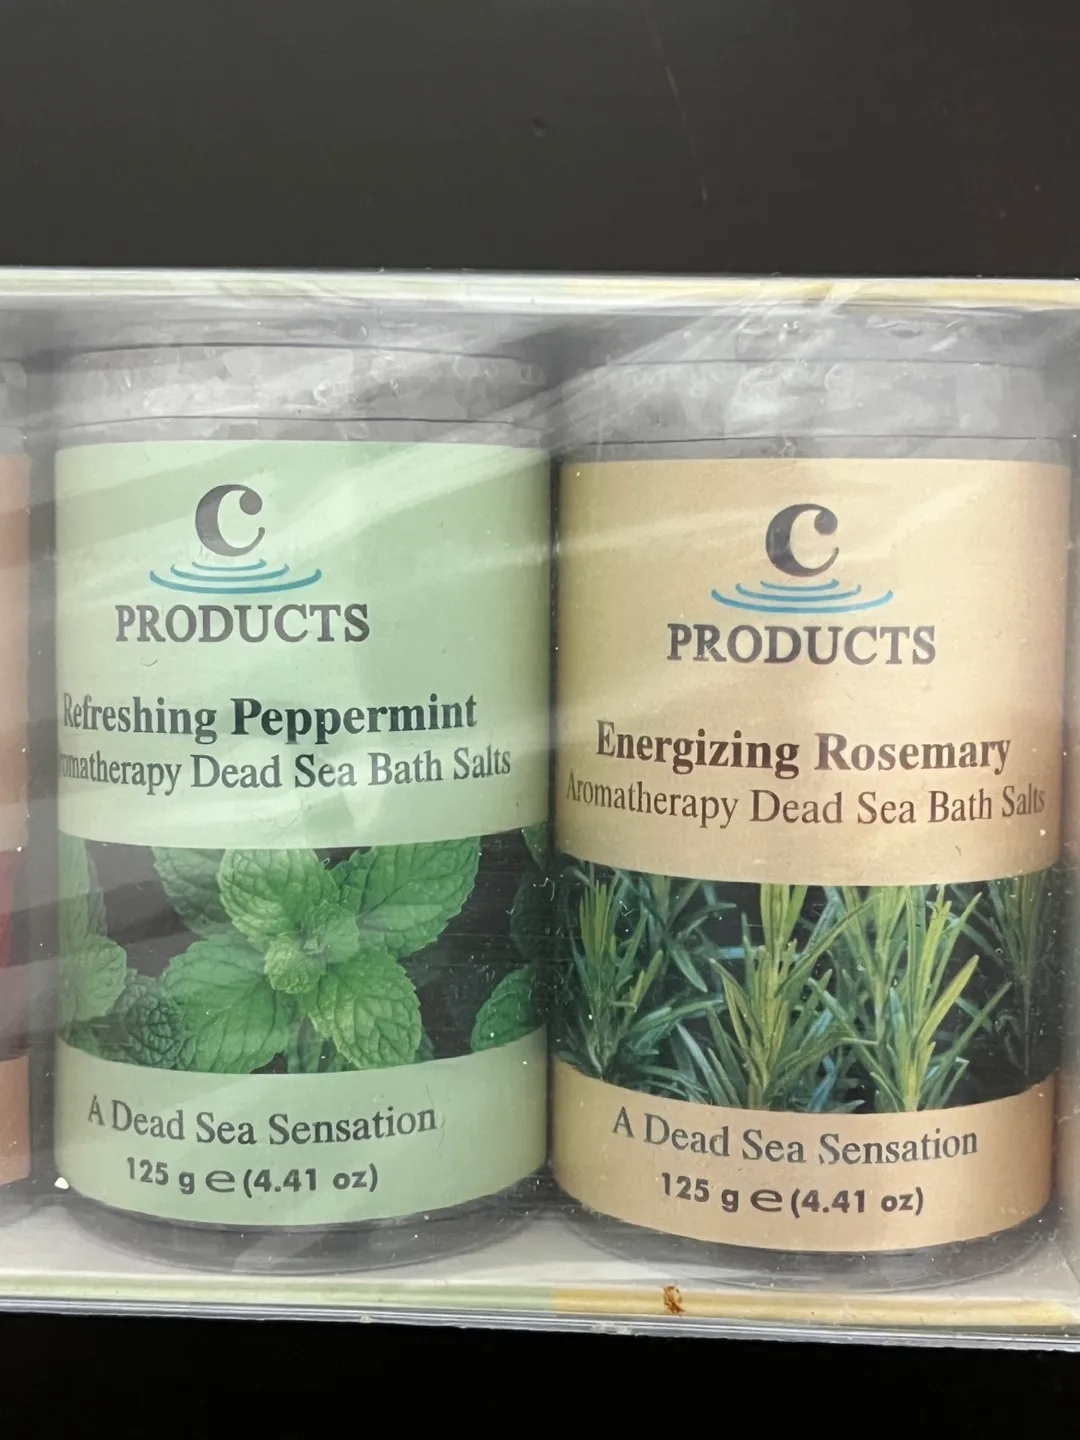 C
PRODUCTS
Refreshing Peppermint
Dead Sea Bath Salts
A Dead Sea Sensation
125 g ℮ (4.41 oz)
C
PRODUCTS
Energizing Rosemary
Aromatherapy Dead Sea Bath Salts
A Dead Sea Sensation
125 g ℮ (4.41 oz)